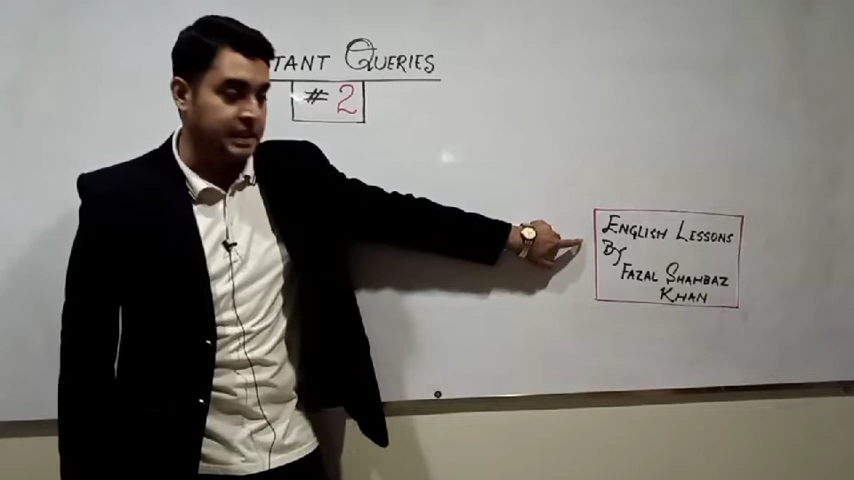 TANT QUERIES
# 2
ENGLISH LESSONS
By
FAZAL SHAHBAZ
KHAN